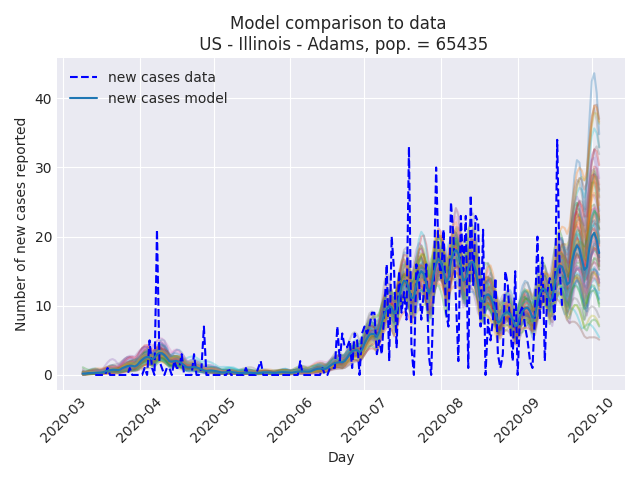 Model comparison to data
US - Illinois - Adams, pop. = 65435
new cases data
new cases model
Number of new cases reported
40
30
20
10
0
2020-03
2020-04
2020-05
2020-06
2020-07
2020-08
2020-09
2020-10
Day